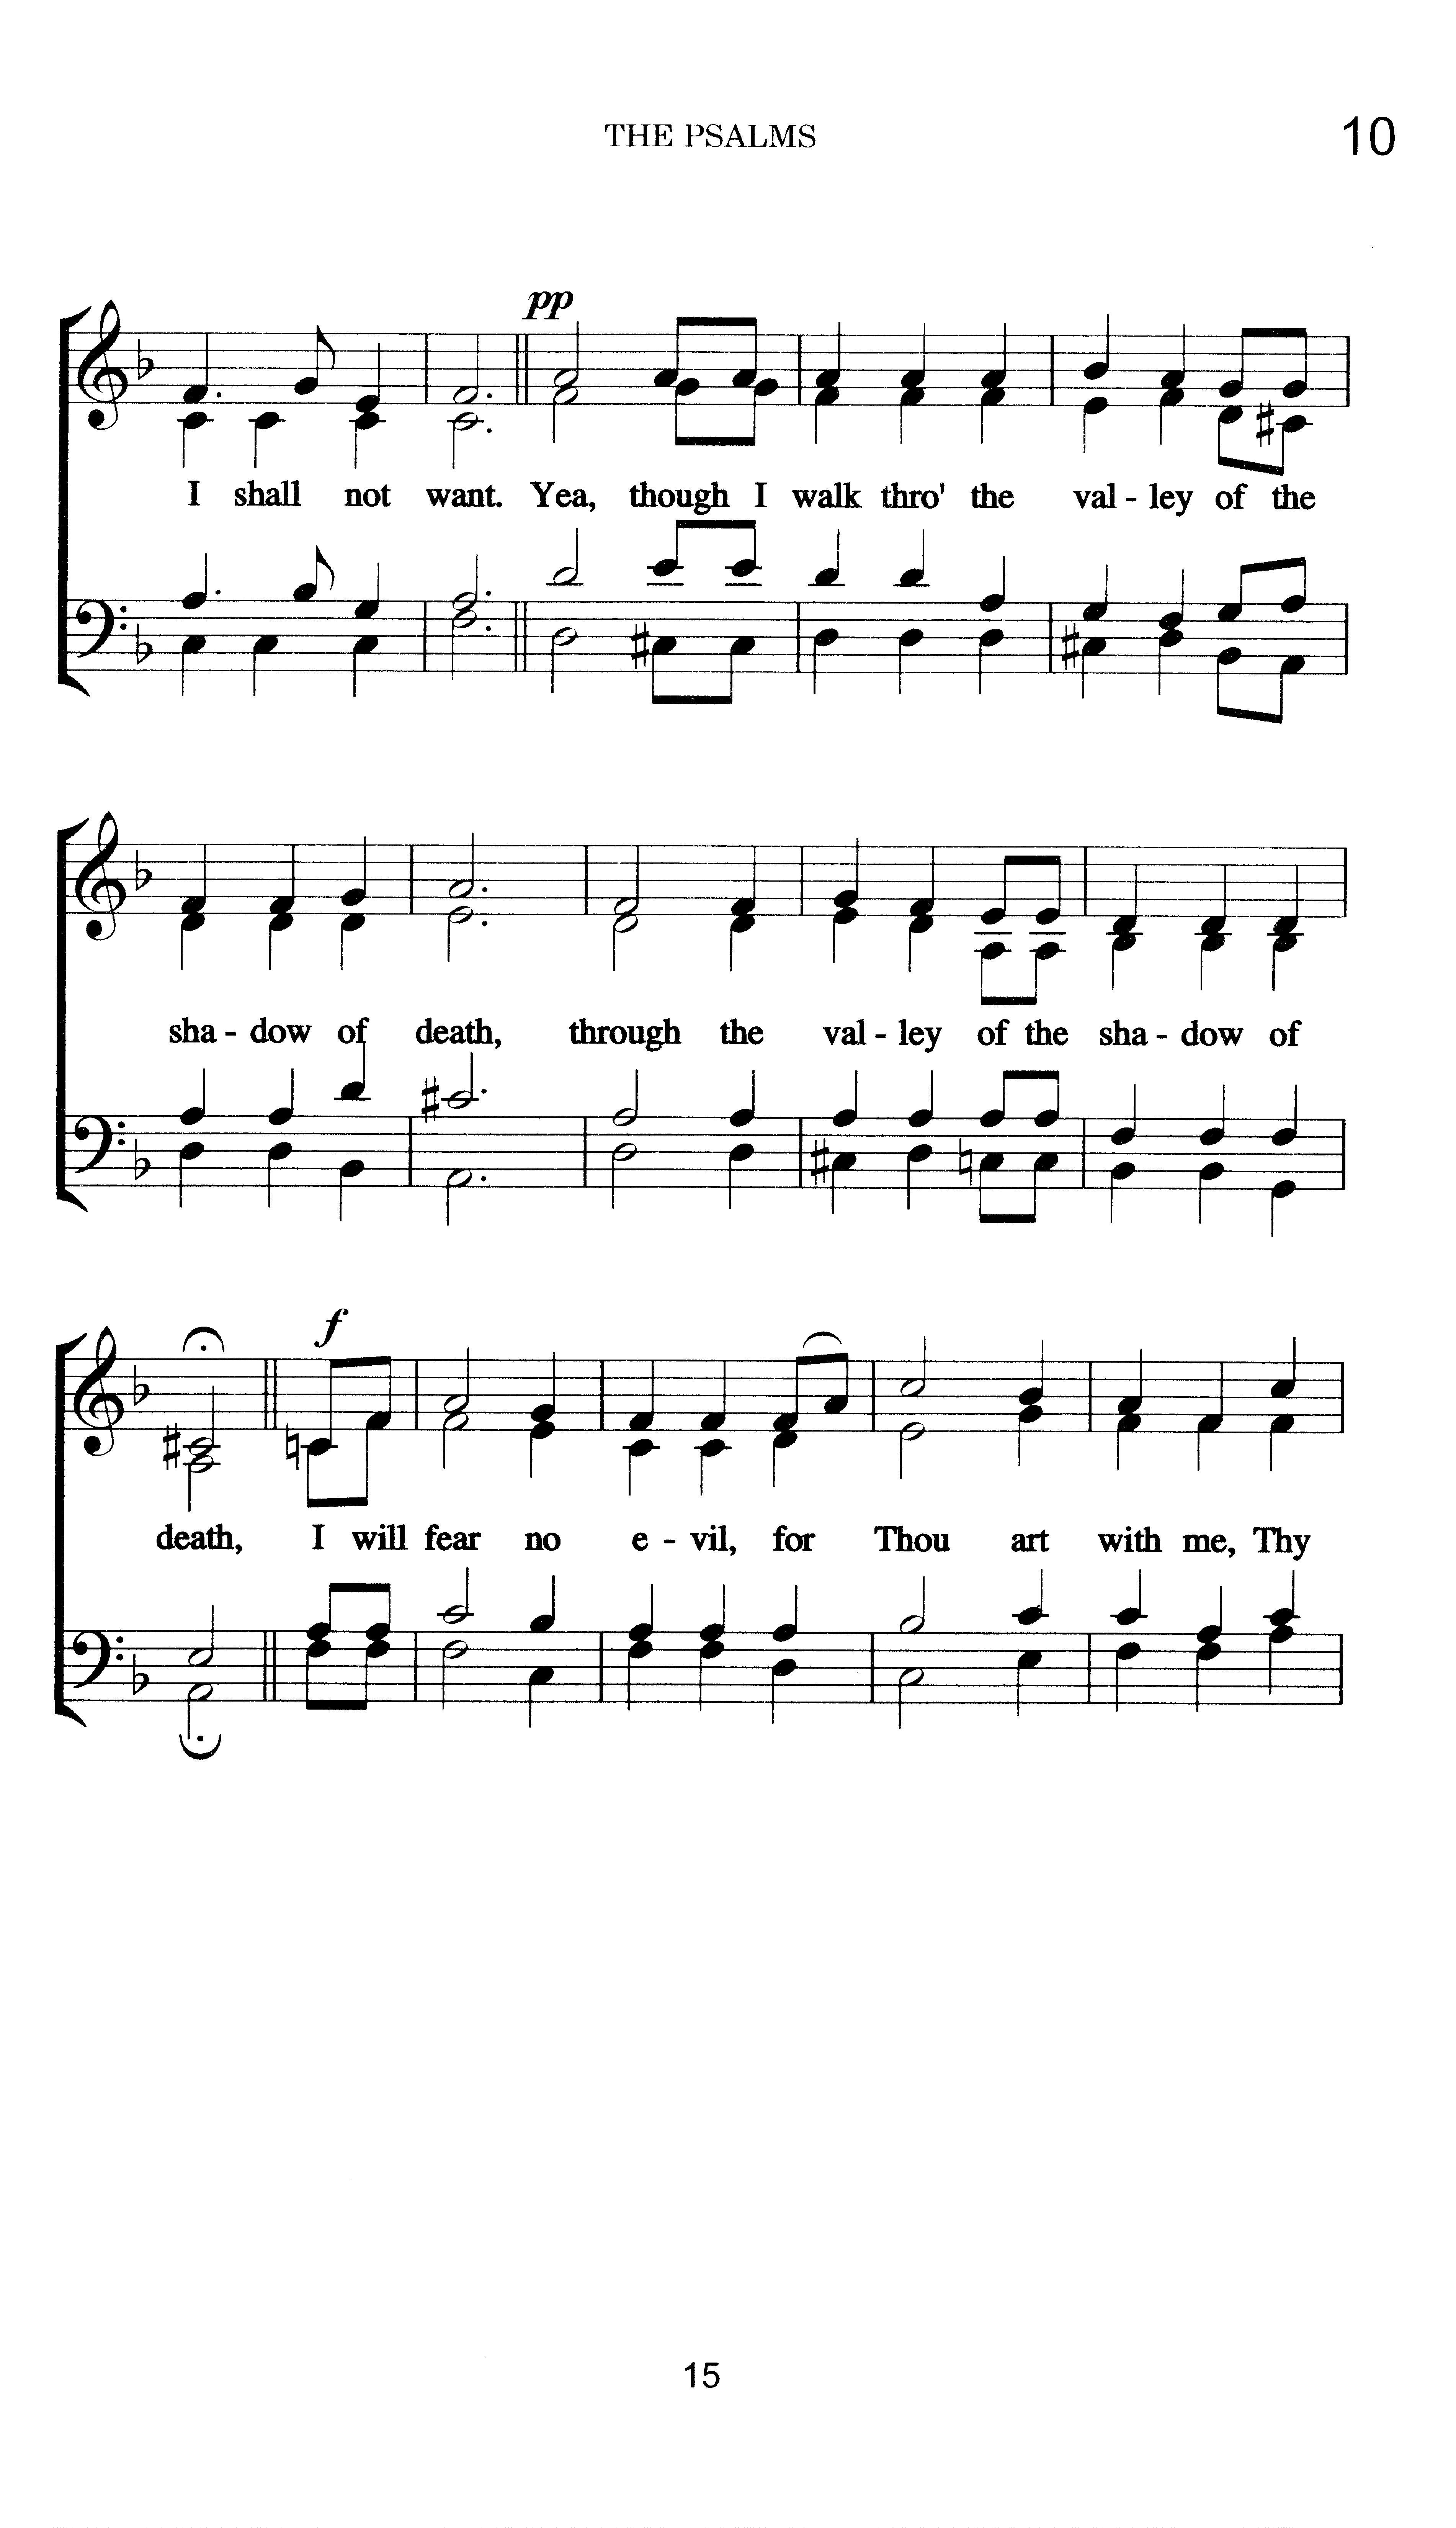 THE PSALMS
10
pp
I shall not want. Yea, though I walk thro' the val - ley of the
sha - dow of death, through the val - ley of the sha - dow of
f
death, I will fear no e - vil, for Thou art with me, Thy
15